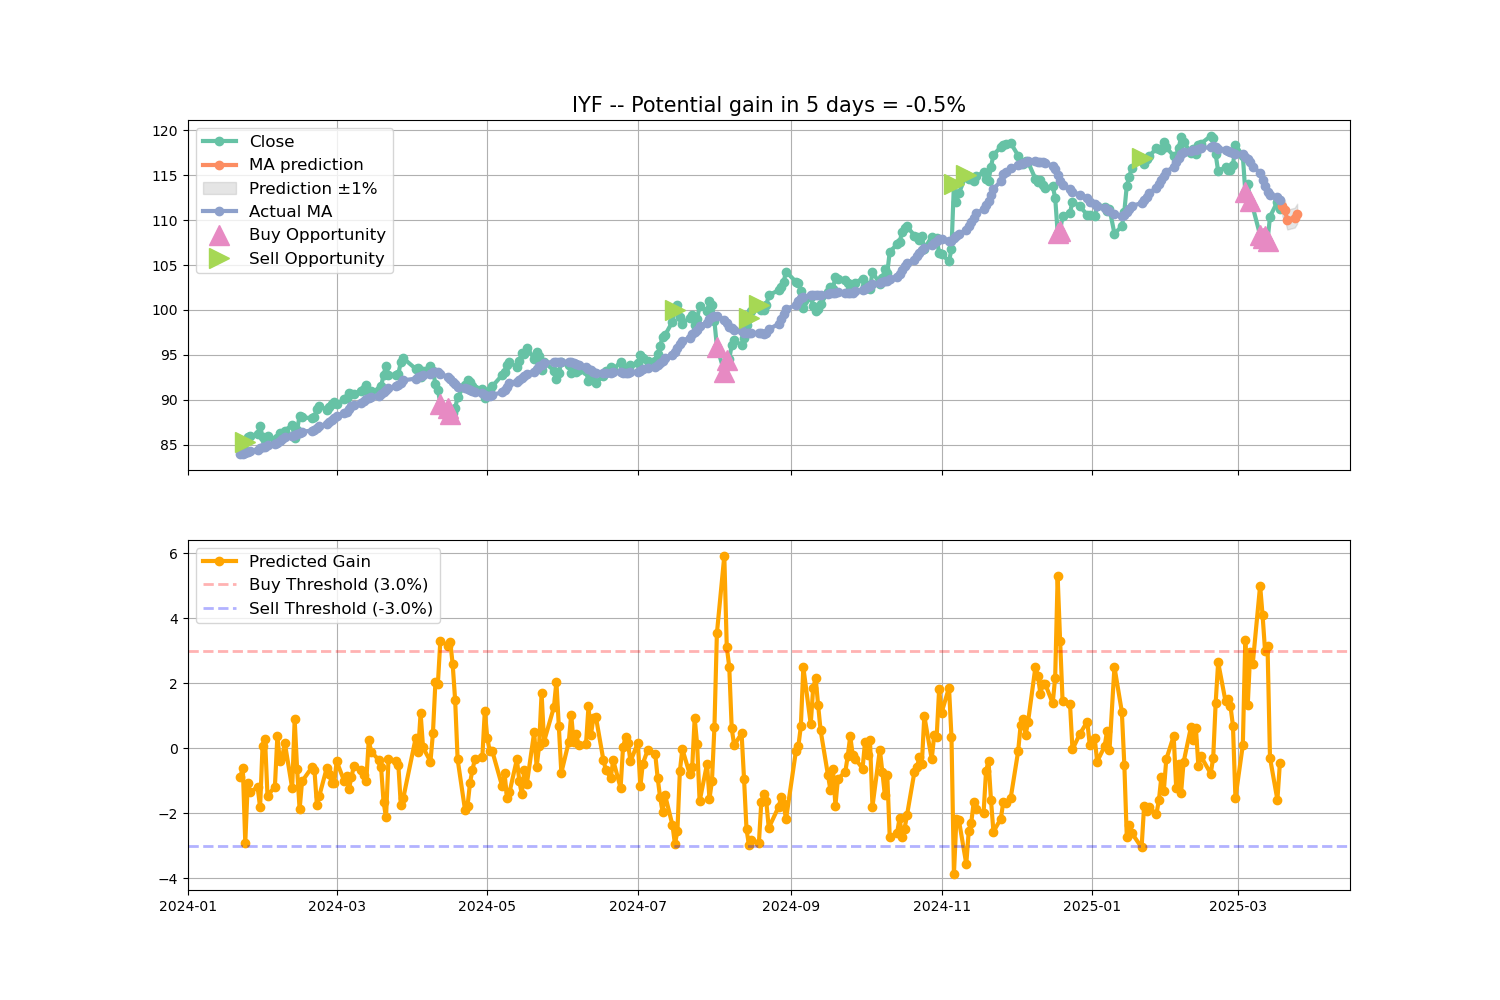 IYF -- Potential gain in 5 days = -0.5%
120
115
110
105
100
95
90
85
Close
MA prediction
Prediction ±1%
Actual MA
Buy Opportunity
Sell Opportunity
6
4
2
0
−2
−4
Predicted Gain
Buy Threshold (3.0%)
Sell Threshold (-3.0%)
2024-01
2024-03
2024-05
2024-07
2024-09
2024-11
2025-01
2025-03